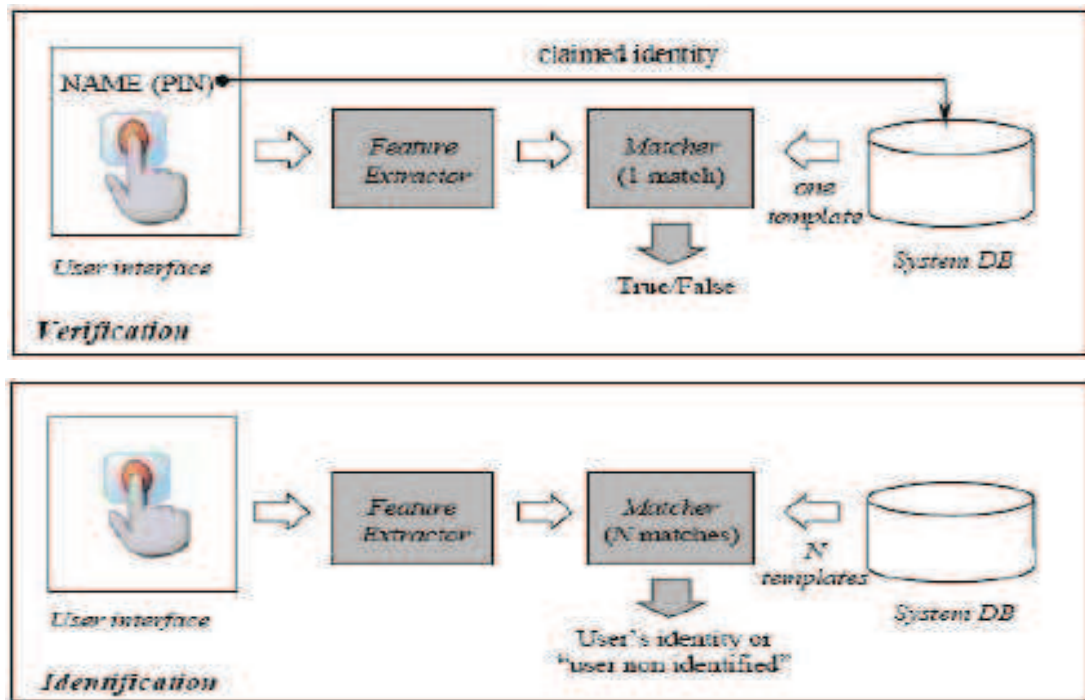 claimed identity
NAME (PIN)
Feature
Extractor
Matcher
(1 match)
one
template
User interface
System DB
True/False
Verification
Feature
Extractor
Matcher
(N matches)
N
templates
User interface
System DB
User's identity or
"user non identified"
Identification